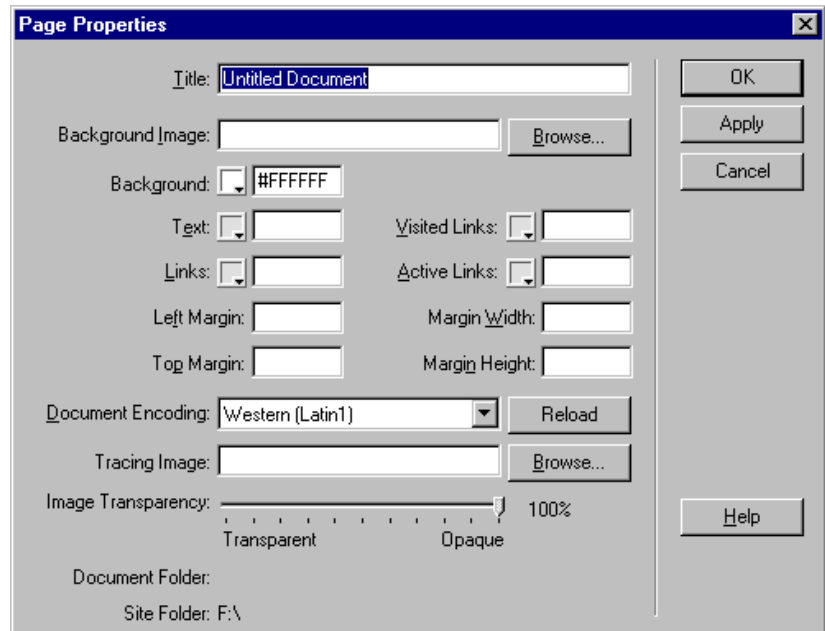 Page Properties
Title: Untitled Document
OK
Background Image: Browse...
Apply
Background: #FFFFFF
Cancel
Text: Visited Links:
Links: Active Links:
Left Margin: Margin Width:
Top Margin: Margin Height:
Document Encoding: Western (Latin1) Reload
Tracing Image: Browse...
Image Transparency: 100%
Help
Transparent Opaque
Document Folder:
Site Folder: F:\